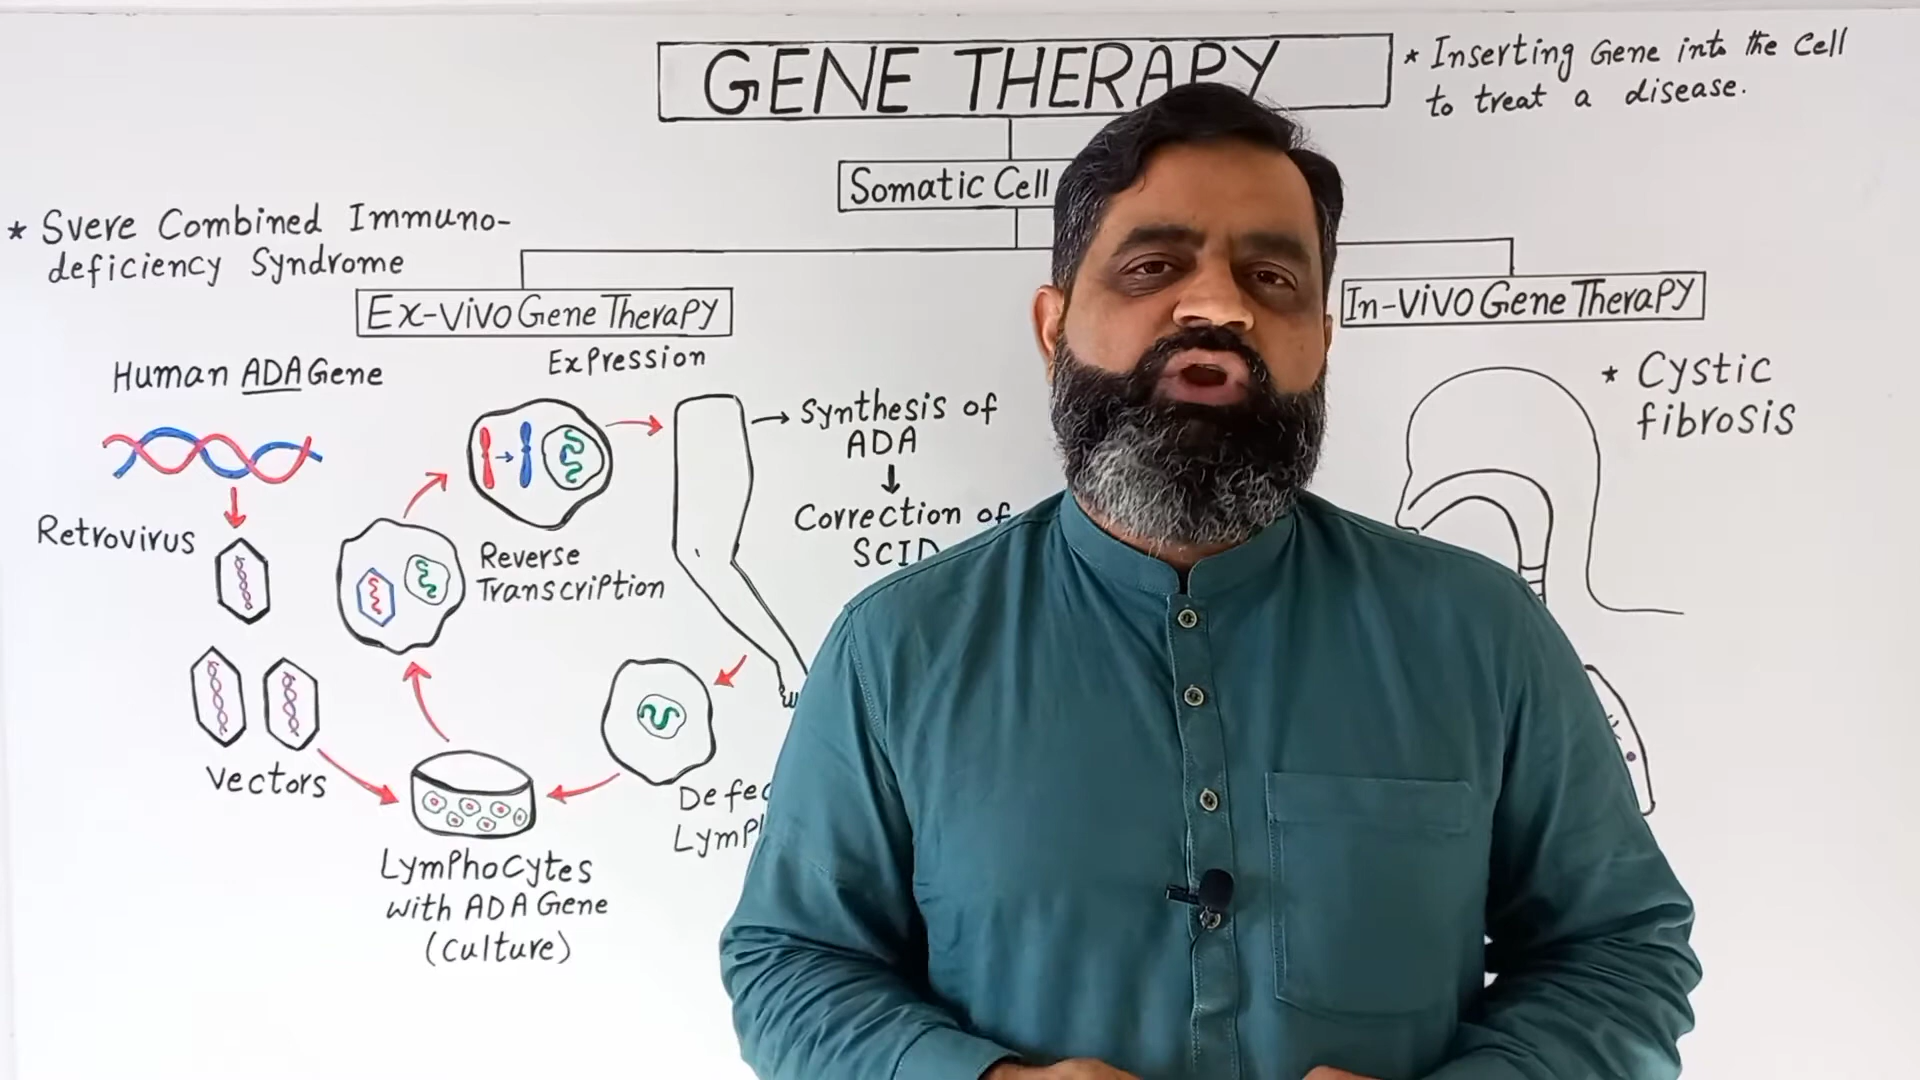 GENE THERAPY
* Inserting Gene into the Cell
to treat a disease.
Somatic Cell
* Svere Combined Immuno-
deficiency Syndrome
Ex-vivo Gene Therapy
In-vivo Gene Therapy
Human ADA Gene
Expression
* Cystic
fibrosis
Synthesis of
ADA
Correction of
SCID
Retrovirus
Reverse
Transcription
Vectors
Lymphocytes
with ADA Gene
(culture)